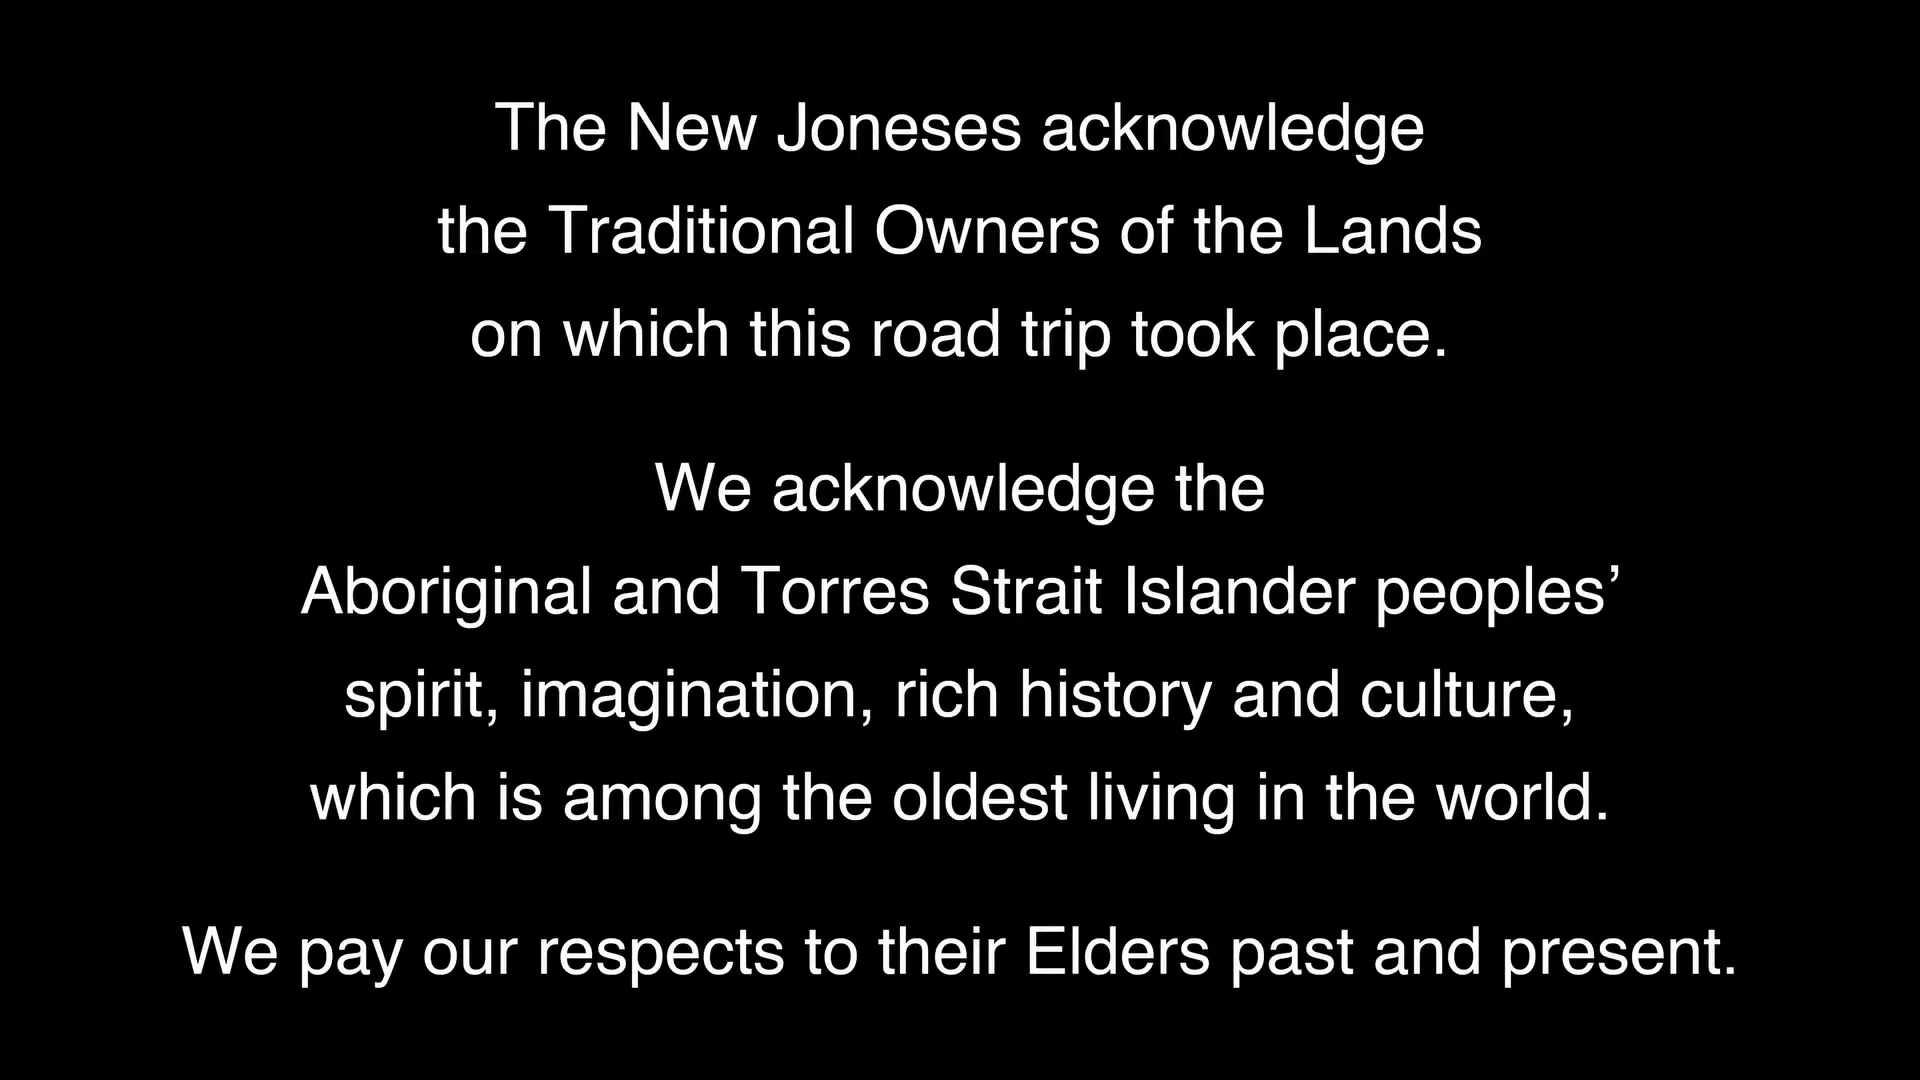 The New Joneses acknowledge
the Traditional Owners of the Lands
on which this road trip took place.
We acknowledge the
Aboriginal and Torres Strait Islander peoples’
spirit, imagination, rich history and culture,
which is among the oldest living in the world.
We pay our respects to their Elders past and present.